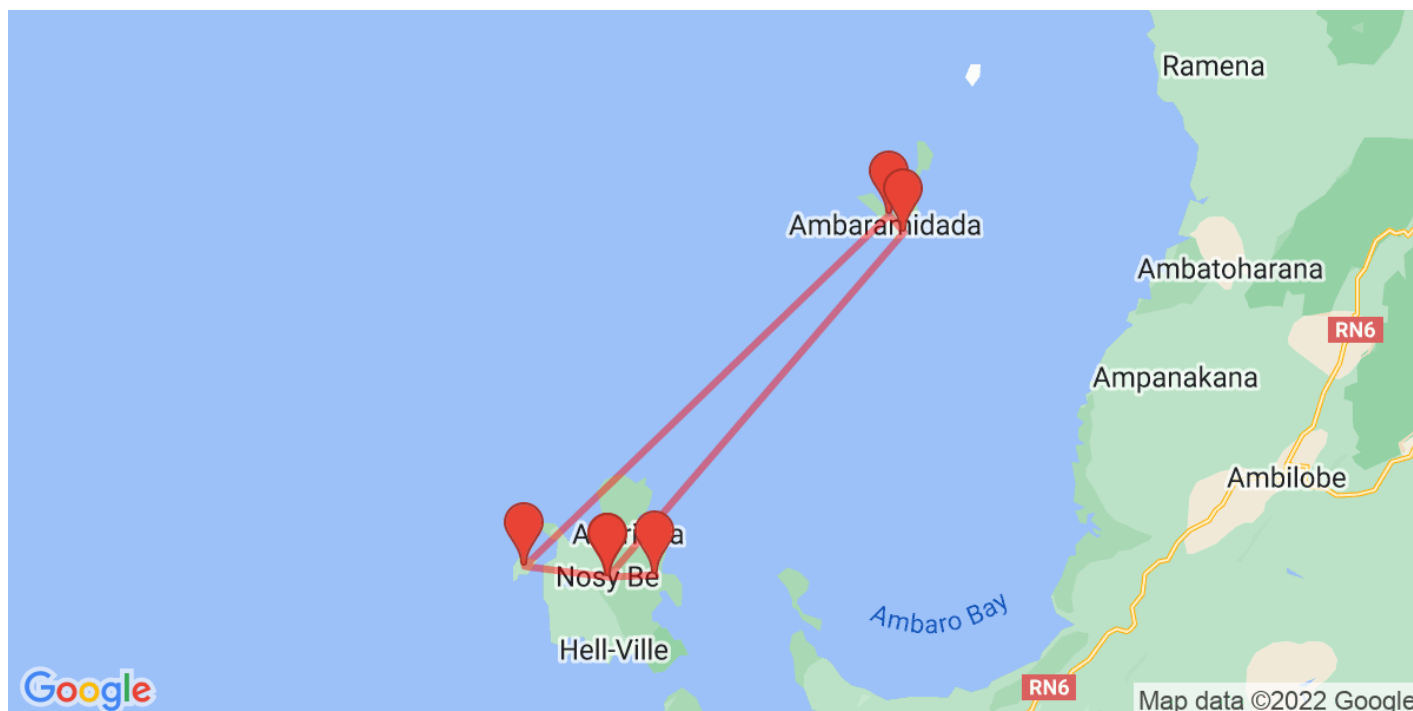 Ramena
Ambaramidada
Ambatoharana
RN6
Ampanakana
Ambilobe
Nosy Be
Ambaro Bay
Hell-Ville
RN6
Google
Map data ©2022 Google